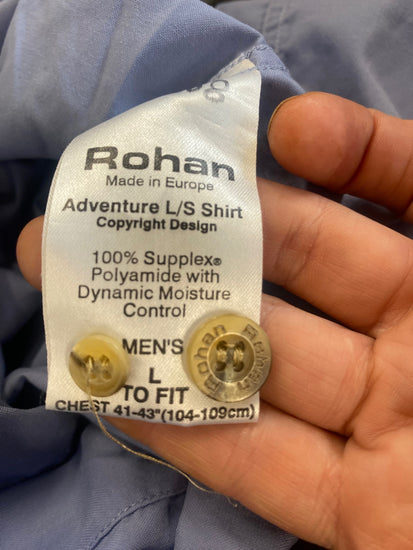 Rohan
Made in Europe
Adventure L/S Shirt
Copyright Design
100% Supplex®
Polyamide with
Dynamic Moisture
Control
MEN'S
L
TO FIT
CHEST 41-43"(104-109cm)
Rohan Rohan